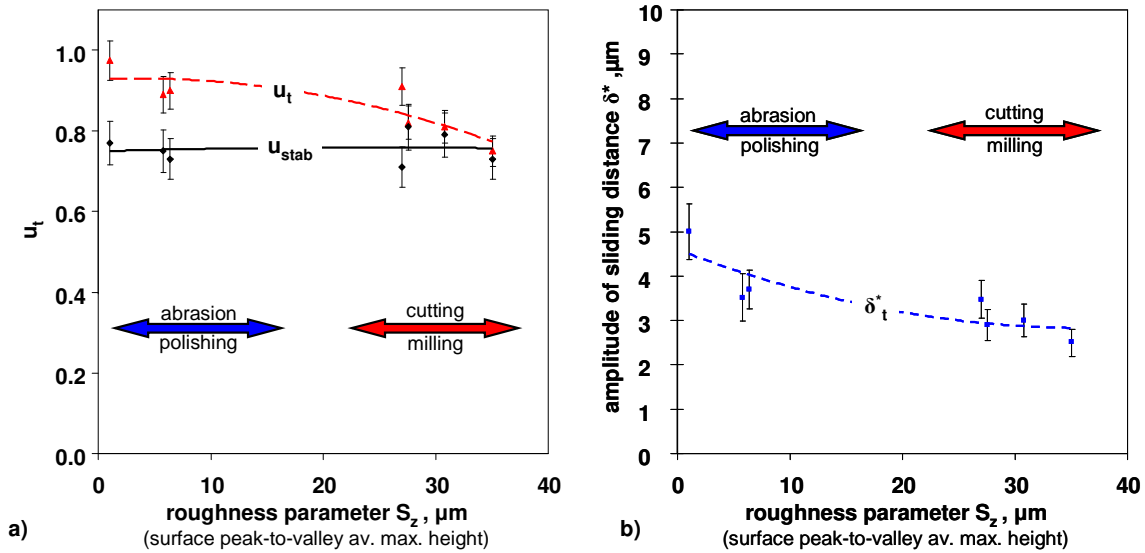 1.0
0.8
0.6
0.4
0.2
0.0
u_t
u_t
u_stab
abrasion
polishing
cutting
milling
0
10
20
30
40
roughness parameter S_z , µm
(surface peak-to-valley av. max. height)
a)
10
9
8
7
6
5
4
3
2
1
0
amplitude of sliding distance δ* ,µm
abrasion
polishing
cutting
milling
δ*_t
0
10
20
30
40
roughness parameter S_z , µm
(surface peak-to-valley av. max. height)
b)